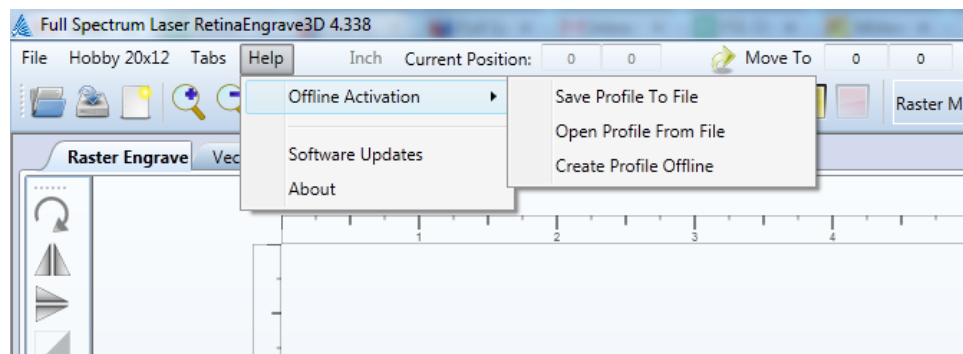 Full Spectrum Laser RetinaEngrave3D 4.338
File Hobby 20x12 Tabs Help Inch Current Position: 0 0 Move To 0 0
Offline Activation Save Profile To File
Raster M
Open Profile From File
Software Updates Create Profile Offline
Raster Engrave Vec
About
1 2 3 4